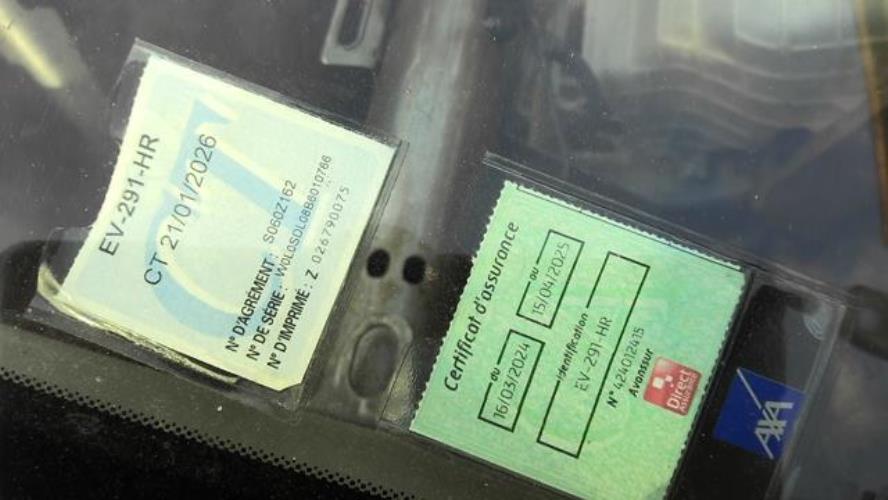 EV-291-HR
CT 21/01/2026
N° D'AGRÉMENT : S060Z162
N° DE SÉRIE : W0L0SDL08B6010766
N° D'IMPRIMÉ : Z 026790075
Certificat d'assurance
du
16/03/2024
au
15/04/2025
Identification
EV-291-HR
N° 424012415
Avanssur
Direct
Assurance
AXA